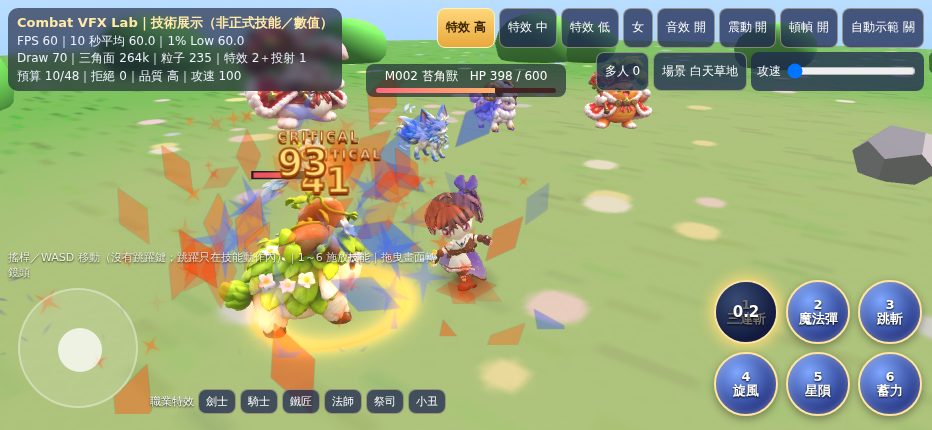 Combat VFX Lab｜技術展示（非正式技能／數值）
FPS 60｜10 秒平均 60.0｜1% Low 60.0
Draw 70｜三角面 264k｜粒子 235｜特效 2＋投射 1
預算 10/48｜拒絕 0｜品質 高｜攻速 100
特效 高
特效 中
特效 低
女
音效 開
震動 開
頓幀 開
自動示範 關
多人 0
場景 白天草地
攻速
M002 苔角獸 HP 398 / 600
CRITICAL
93
41
搖桿／WASD 移動（沒有跳躍鍵；跳躍只在技能動作內）｜1～6 施放技能｜拖曳畫面轉
鏡頭
1
0.2
三連斬
2
魔法彈
3
跳斬
4
旋風
5
星隕
6
蓄力
職業特效
劍士
騎士
鐵匠
法師
祭司
小丑